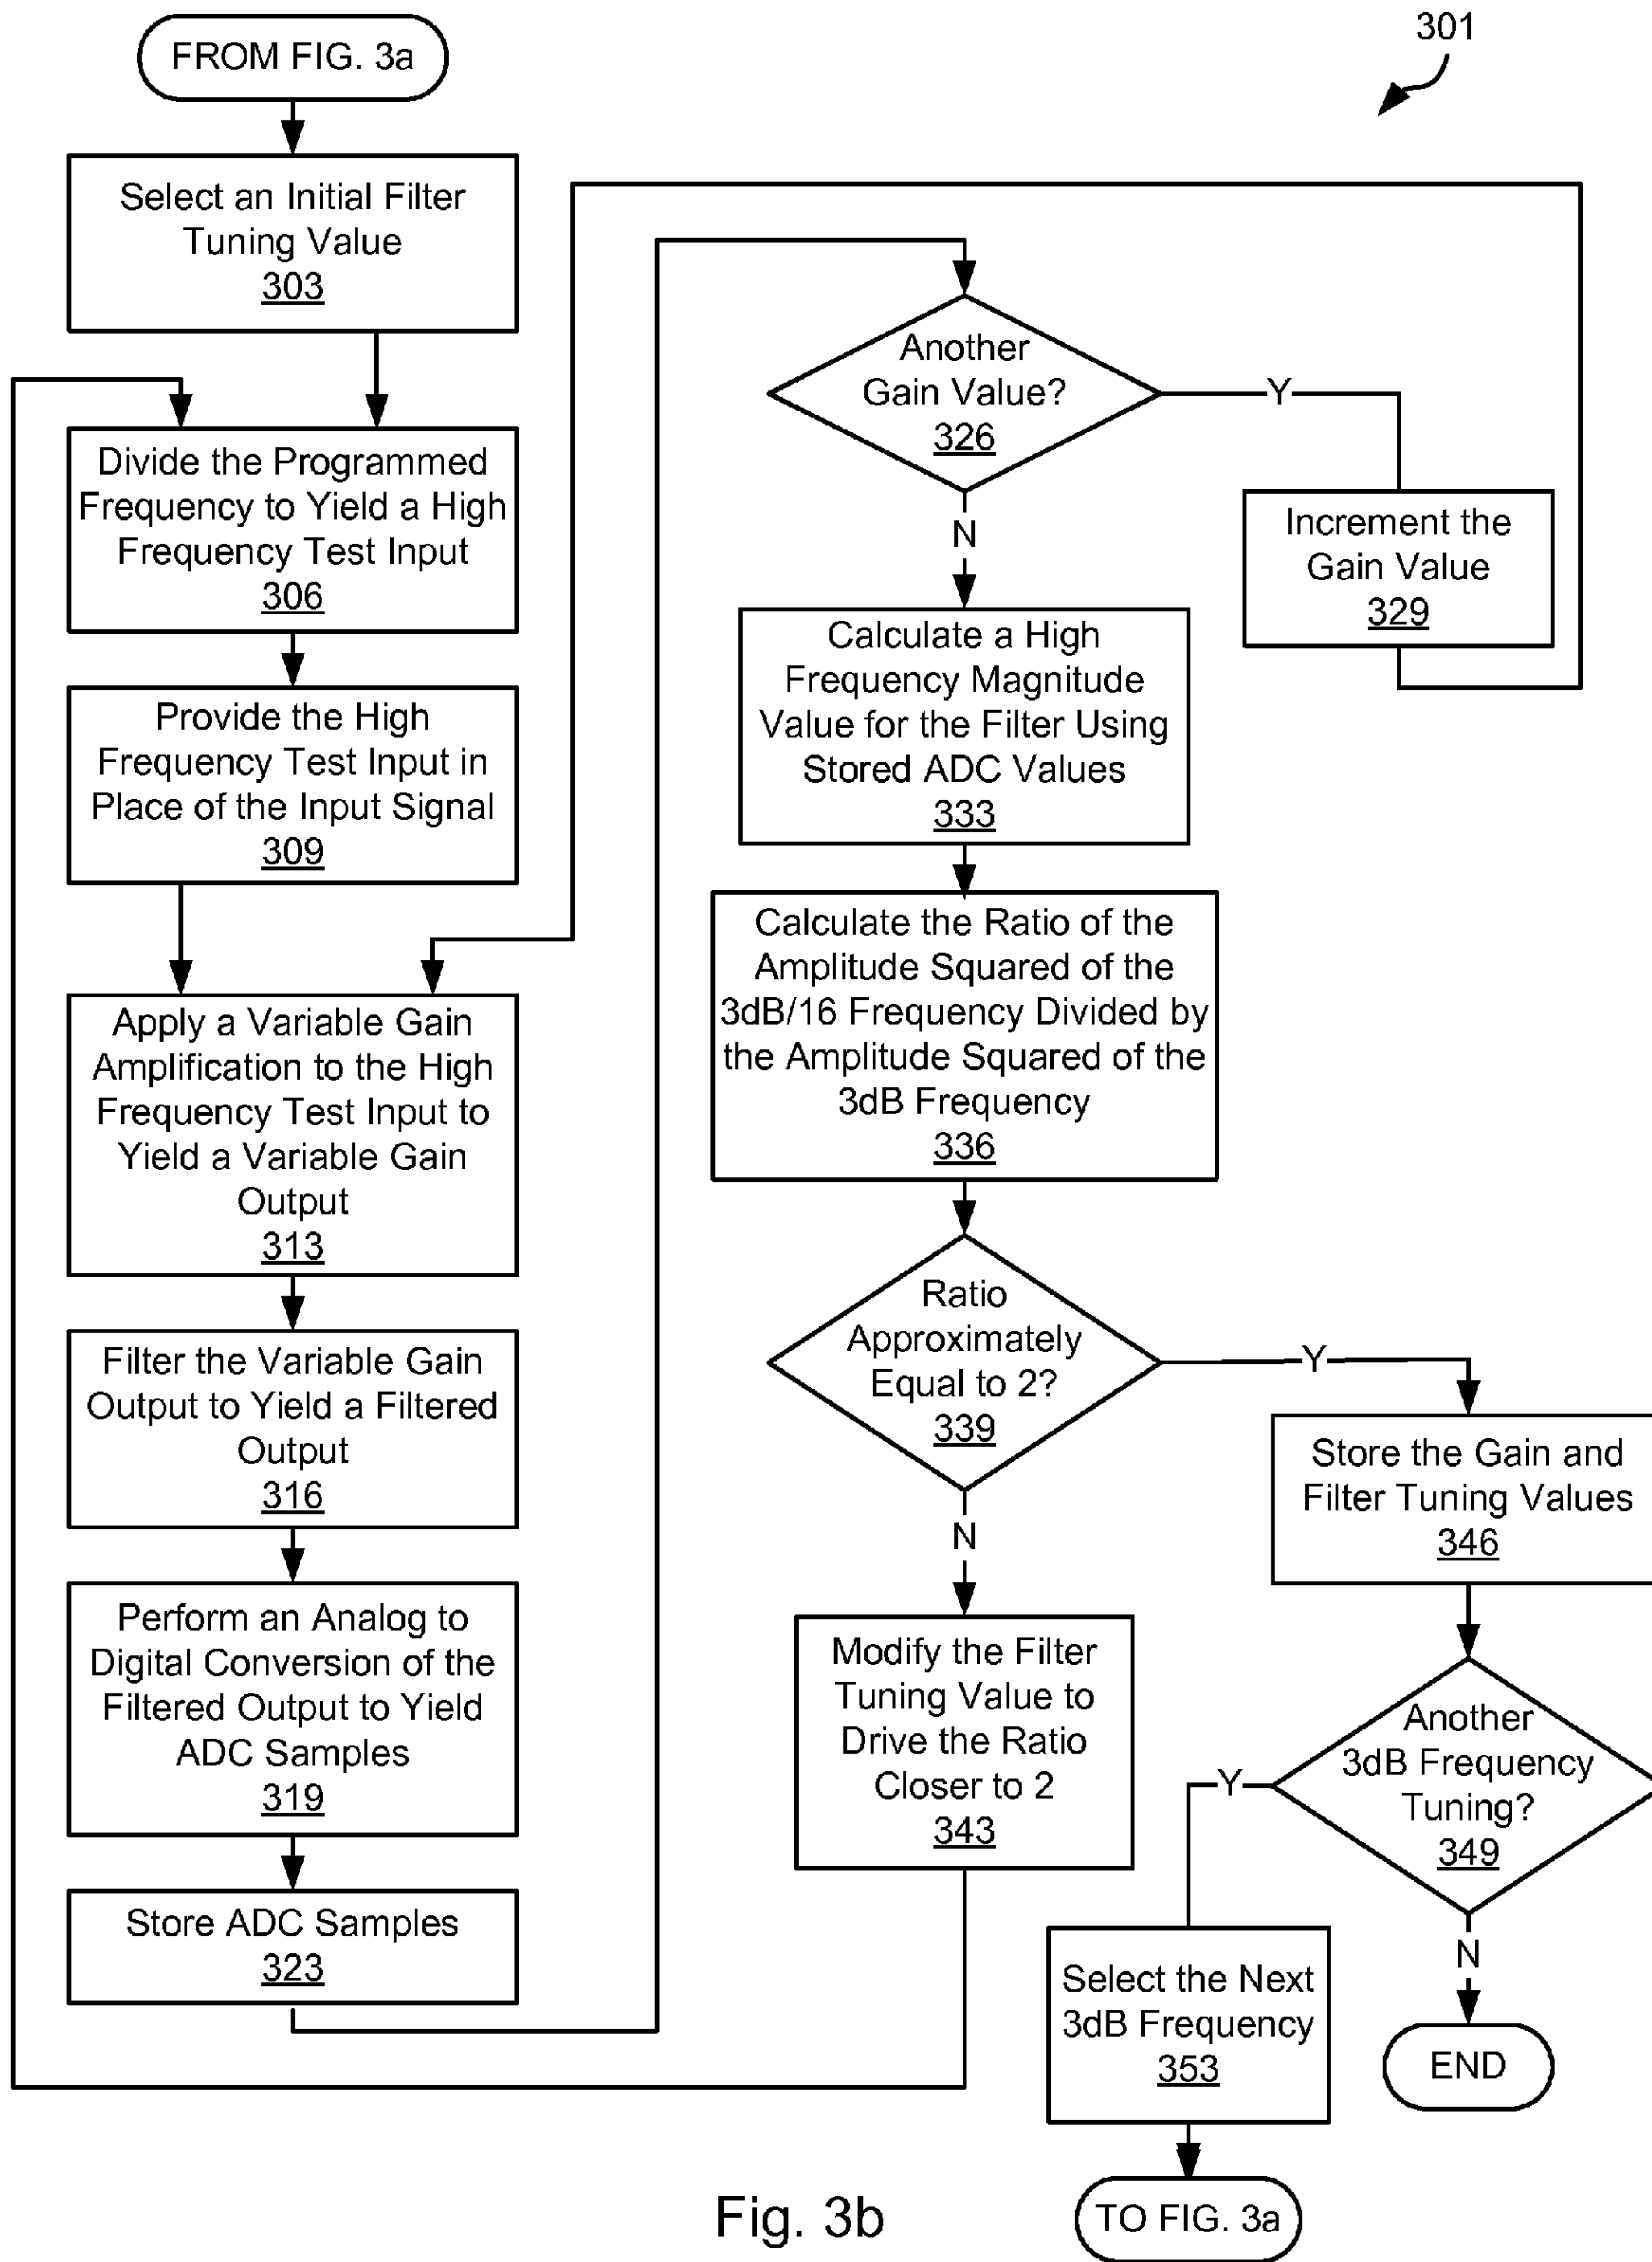 FROM FIG. 3a
301
Select an Initial Filter
Tuning Value
303
Divide the Programmed
Frequency to Yield a High
Frequency Test Input
306
Provide the High
Frequency Test Input in
Place of the Input Signal
309
Apply a Variable Gain
Amplification to the High
Frequency Test Input to
Yield a Variable Gain
Output
313
Filter the Variable Gain
Output to Yield a Filtered
Output
316
Perform an Analog to
Digital Conversion of the
Filtered Output to Yield
ADC Samples
319
Store ADC Samples
323
Another
Gain Value?
326
Y
N
Increment the
Gain Value
329
Calculate a High
Frequency Magnitude
Value for the Filter Using
Stored ADC Values
333
Calculate the Ratio of the
Amplitude Squared of the
3dB/16 Frequency Divided by
the Amplitude Squared of the
3dB Frequency
336
Ratio
Approximately
Equal to 2?
339
Y
N
Modify the Filter
Tuning Value to
Drive the Ratio
Closer to 2
343
Store the Gain and
Filter Tuning Values
346
Another
3dB Frequency
Tuning?
349
Y
N
Select the Next
3dB Frequency
353
END
TO FIG. 3a
Fig. 3b